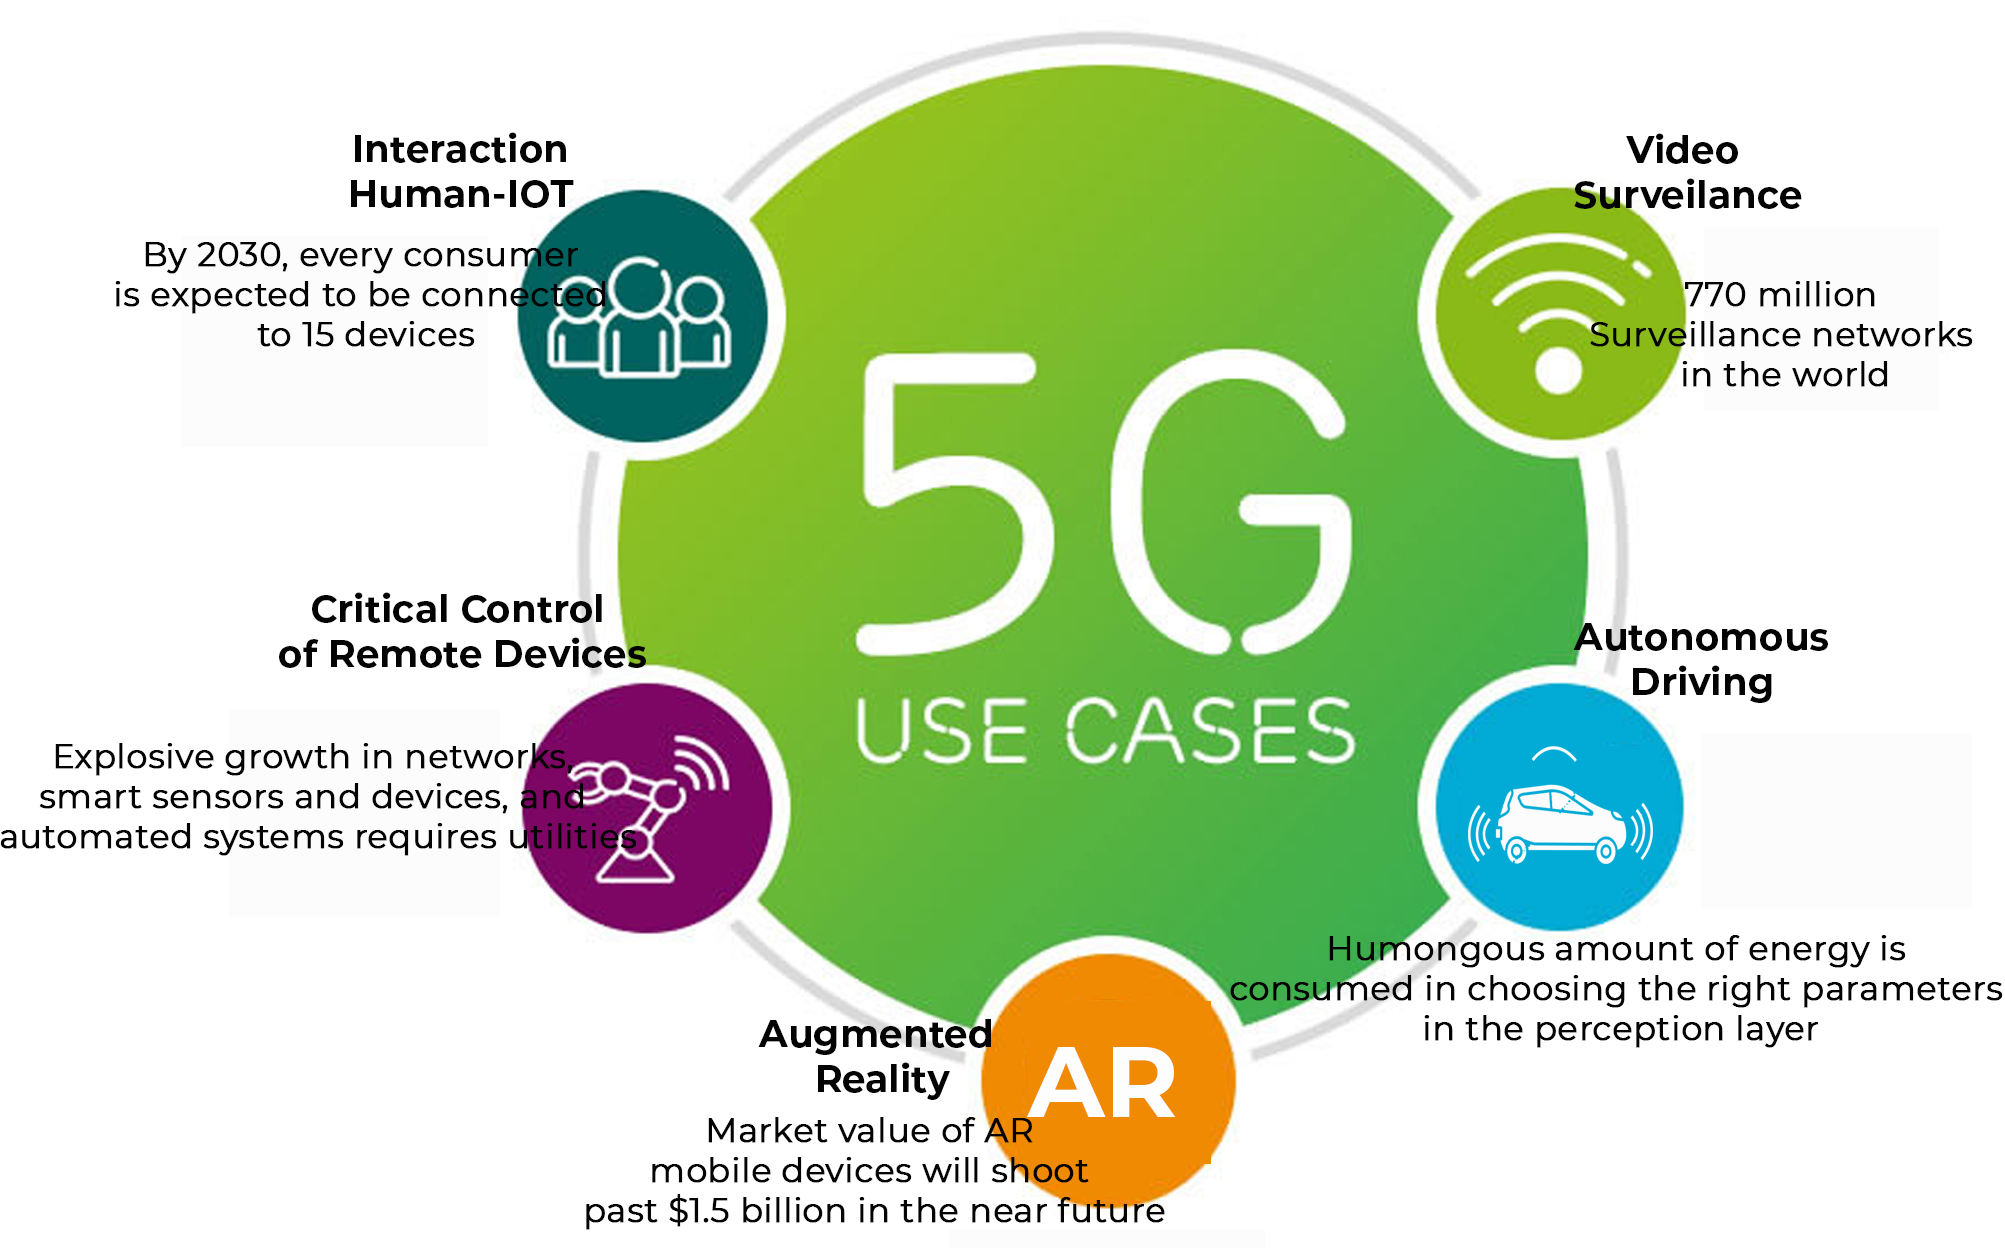 Interaction
Human-IOT
By 2030, every consumer
is expected to be connected
to 15 devices
Video
Surveilance
770 million
Surveillance networks
in the world
5G
USE CASES
Critical Control
of Remote Devices
Explosive growth in networks,
smart sensors and devices, and
automated systems requires utilities
Autonomous
Driving
Humongous amount of energy is
consumed in choosing the right parameters
in the perception layer
Augmented
Reality
AR
Market value of AR
mobile devices will shoot
past $1.5 billion in the near future